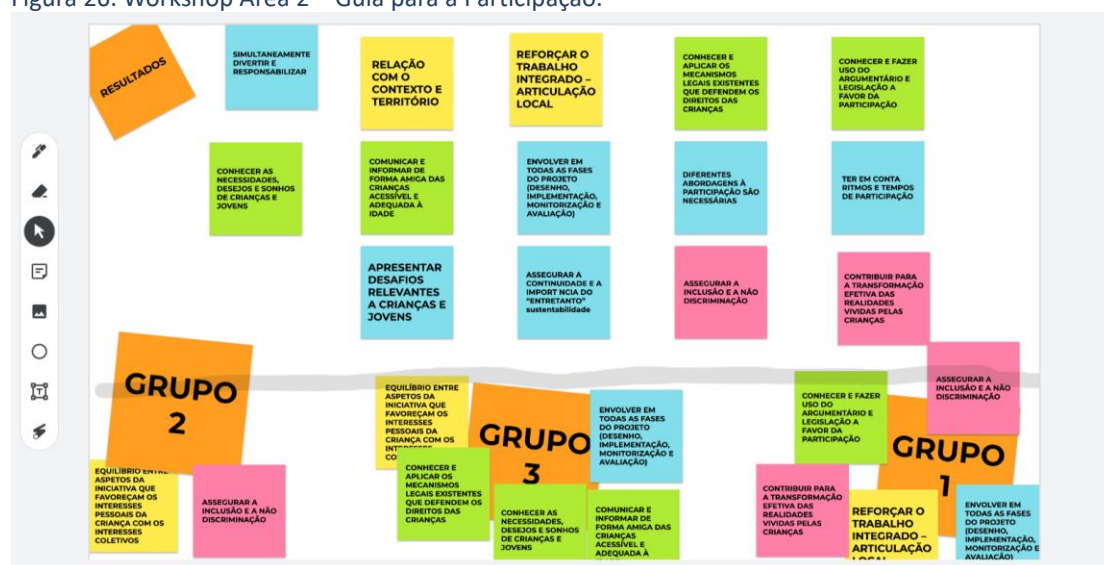 Figura 26: Workshop Área 2 – Guia para a Participação.
RESULTADOS
SIMULTANEAMENTE
DIVERTIR E
RESPONSABILIZAR
RELAÇÃO
COM O
CONTEXTO E
TERRITÓRIO
REFORÇAR O
TRABALHO
INTEGRADO –
ARTICULAÇÃO
LOCAL
CONHECER E
APLICAR OS
MECANISMOS
LEGAIS EXISTENTES
QUE DEFENDEM OS
DIREITOS DAS
CRIANÇAS
CONHECER E FAZER
USO DO
ARGUMENTÁRIO E
LEGISLAÇÃO A
FAVOR DA
PARTICIPAÇÃO
CONHECER AS
NECESSIDADES,
DESEJOS E SONHOS
DE CRIANÇAS E
JOVENS
COMUNICAR E
INFORMAR DE
FORMA AMIGA DAS
CRIANÇAS
ACESSÍVEL E
ADEQUADA À
IDADE
ENVOLVER EM
TODAS AS FASES
DO PROJETO
(DESENHO,
IMPLEMENTAÇÃO,
MONITORIZAÇÃO E
AVALIAÇÃO)
DIFERENTES
ABORDAGENS À
PARTICIPAÇÃO SÃO
NECESSÁRIAS
TER EM CONTA
RITMOS E TEMPOS
DE PARTICIPAÇÃO
APRESENTAR
DESAFIOS
RELEVANTES
A CRIANÇAS E
JOVENS
ASSEGURAR A
CONTINUIDADE E A
IMPORT NCIA DO
"ENTRETANTO"
sustentabilidade
ASSEGURAR A
INCLUSÃO E A NÃO
DISCRIMINAÇÃO
CONTRIBUIR PARA
A TRANSFORMAÇÃO
EFETIVA DAS
REALIDADES
VIVIDAS PELAS
CRIANÇAS
GRUPO
2
EQUILÍBRIO ENTRE
ASPETOS DA
INICIATIVA QUE
FAVOREÇAM OS
INTERESSES
PESSOAIS DA
CRIANÇA COM OS
INTERESSES
COLETIVOS
ASSEGURAR A
INCLUSÃO E A NÃO
DISCRIMINAÇÃO
EQUILÍBRIO ENTRE
ASPETOS DA
INICIATIVA QUE
FAVOREÇAM OS
INTERESSES
PESSOAIS DA
CRIANÇA COM OS
INTERESSES
CO
GRUPO
3
ENVOLVER EM
TODAS AS FASES
DO PROJETO
(DESENHO,
IMPLEMENTAÇÃO,
MONITORIZAÇÃO E
AVALIAÇÃO)
CONHECER E
APLICAR OS
MECANISMOS
LEGAIS EXISTENTES
QUE DEFENDEM OS
DIREITOS DAS
CRIANÇAS
CONHECER AS
NECESSIDADES,
DESEJOS E SONHOS
DE CRIANÇAS E
JOVENS
COMUNICAR E
INFORMAR DE
FORMA AMIGA DAS
CRIANÇAS
ACESSÍVEL E
ADEQUADA À
CONHECER E FAZER
USO DO
ARGUMENTÁRIO E
LEGISLAÇÃO A
FAVOR DA
PARTICIPAÇÃO
ASSEGURAR A
INCLUSÃO E A NÃO
DISCRIMINAÇÃO
GRUPO
1
CONTRIBUIR PARA
A TRANSFORMAÇÃO
EFETIVA DAS
REALIDADES
VIVIDAS PELAS
CRIANÇAS
REFORÇAR O
TRABALHO
INTEGRADO –
ARTICULAÇÃO
LOCAL
ENVOLVER EM
TODAS AS FASES
DO PROJETO
(DESENHO,
IMPLEMENTAÇÃO,
MONITORIZAÇÃO E
AVALIAÇÃO)